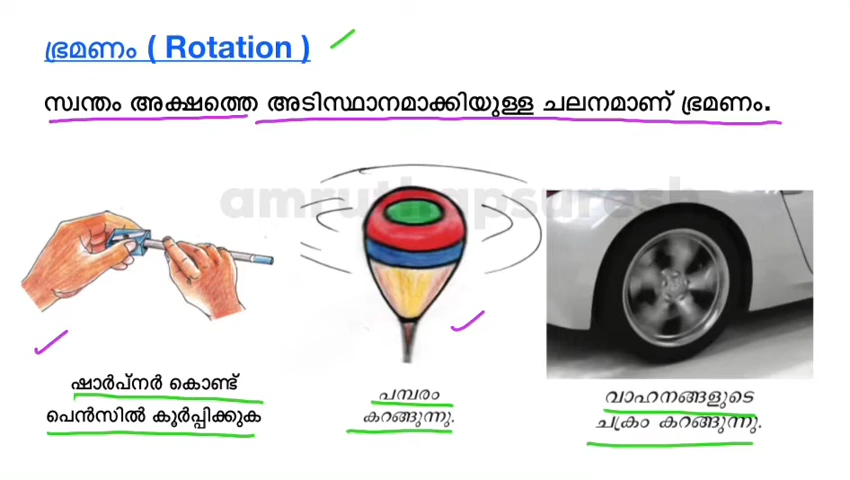 ഭ്രമണം ( Rotation )
സ്വന്തം അക്ഷത്തെ അടിസ്ഥാനമാക്കിയുള്ള ചലനമാണ് ഭ്രമണം.
amruthapsuresh
ഷാർപ്നർ കൊണ്ട്
പെൻസിൽ കൂർപ്പിക്കുക
പമ്പരം
കറങ്ങുന്നു.
വാഹനങ്ങളുടെ
ചക്രം കറങ്ങുന്നു.